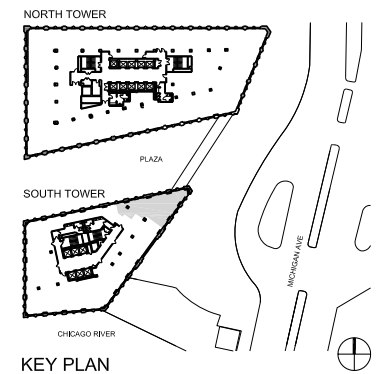 NORTH TOWER
PLAZA
SOUTH TOWER
MICHIGAN AVE
CHICAGO RIVER
KEY PLAN